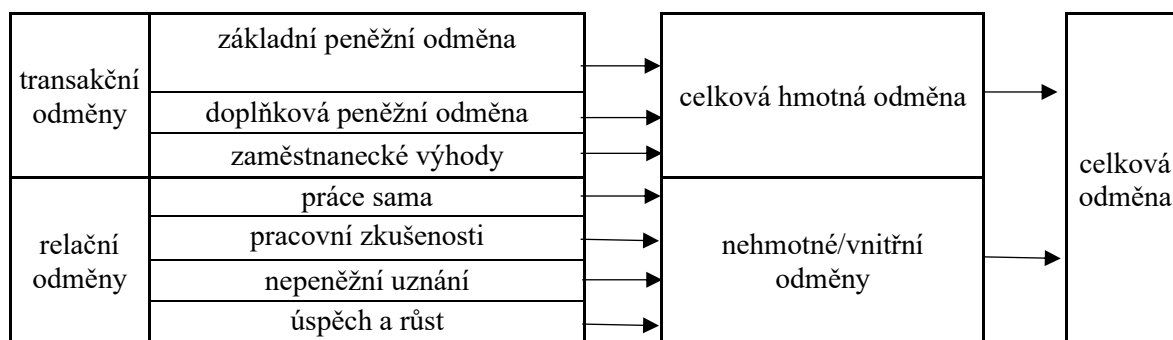 transakční
odměny
základní peněžní odměna
doplňková peněžní odměna
zaměstnanecké výhody
celková hmotná odměna
relační
odměny
práce sama
pracovní zkušenosti
nepeněžní uznání
úspěch a růst
nehmotné/vnitřní
odměny
celková
odměna